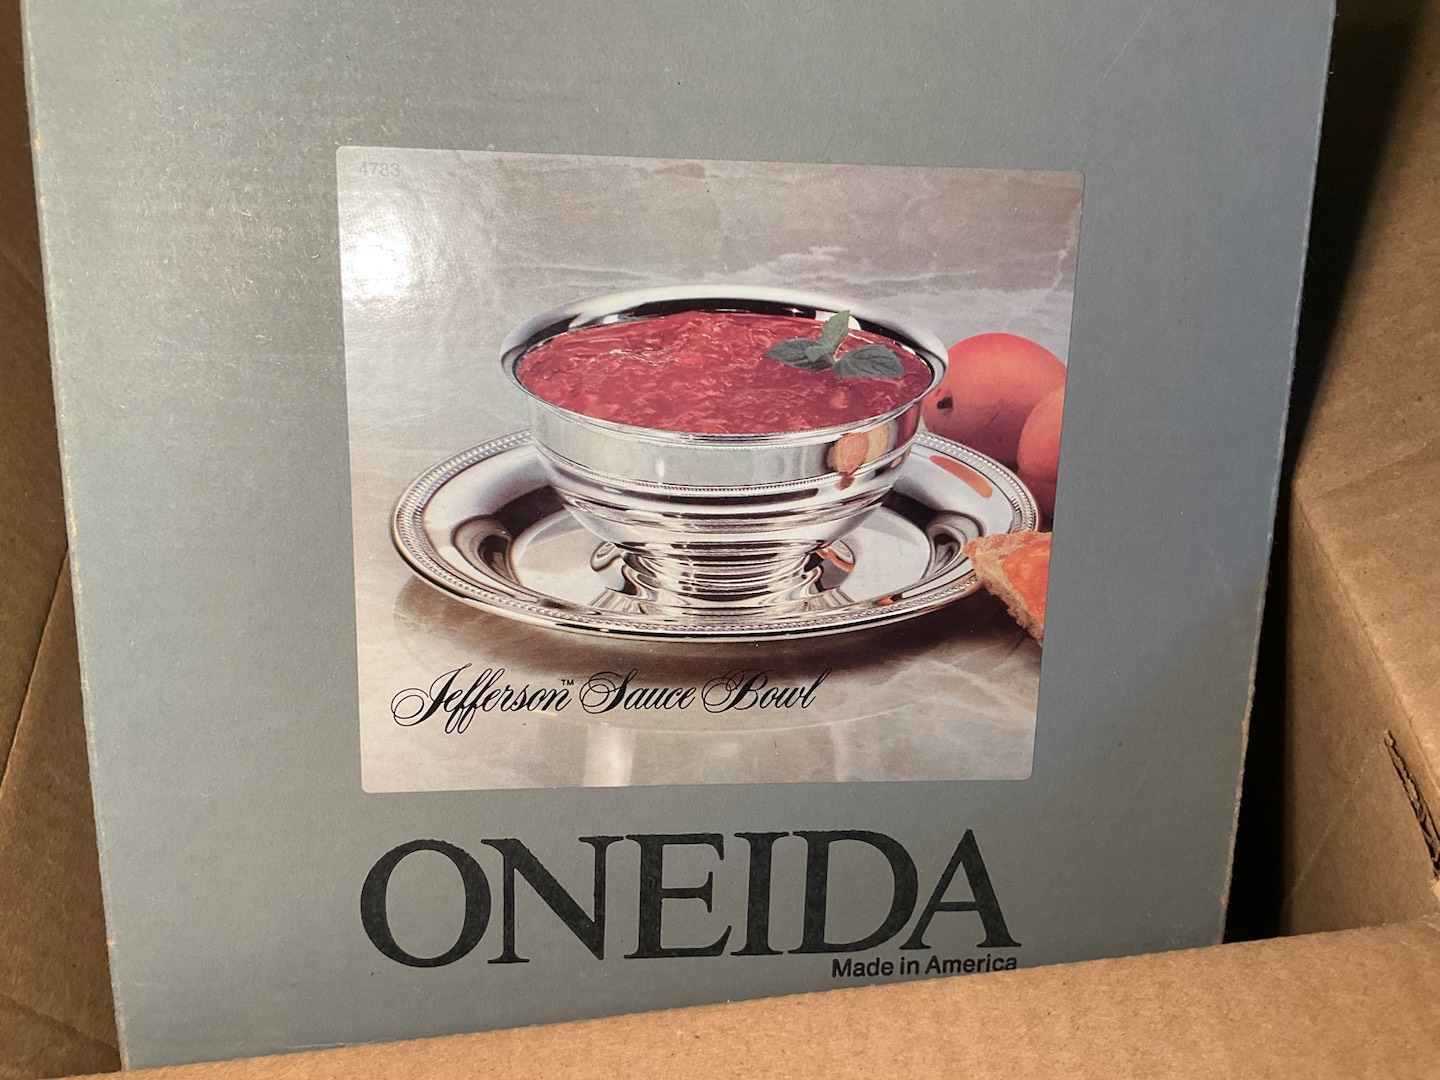 4783
Jefferson™ Sauce Bowl
ONEIDA
Made in America